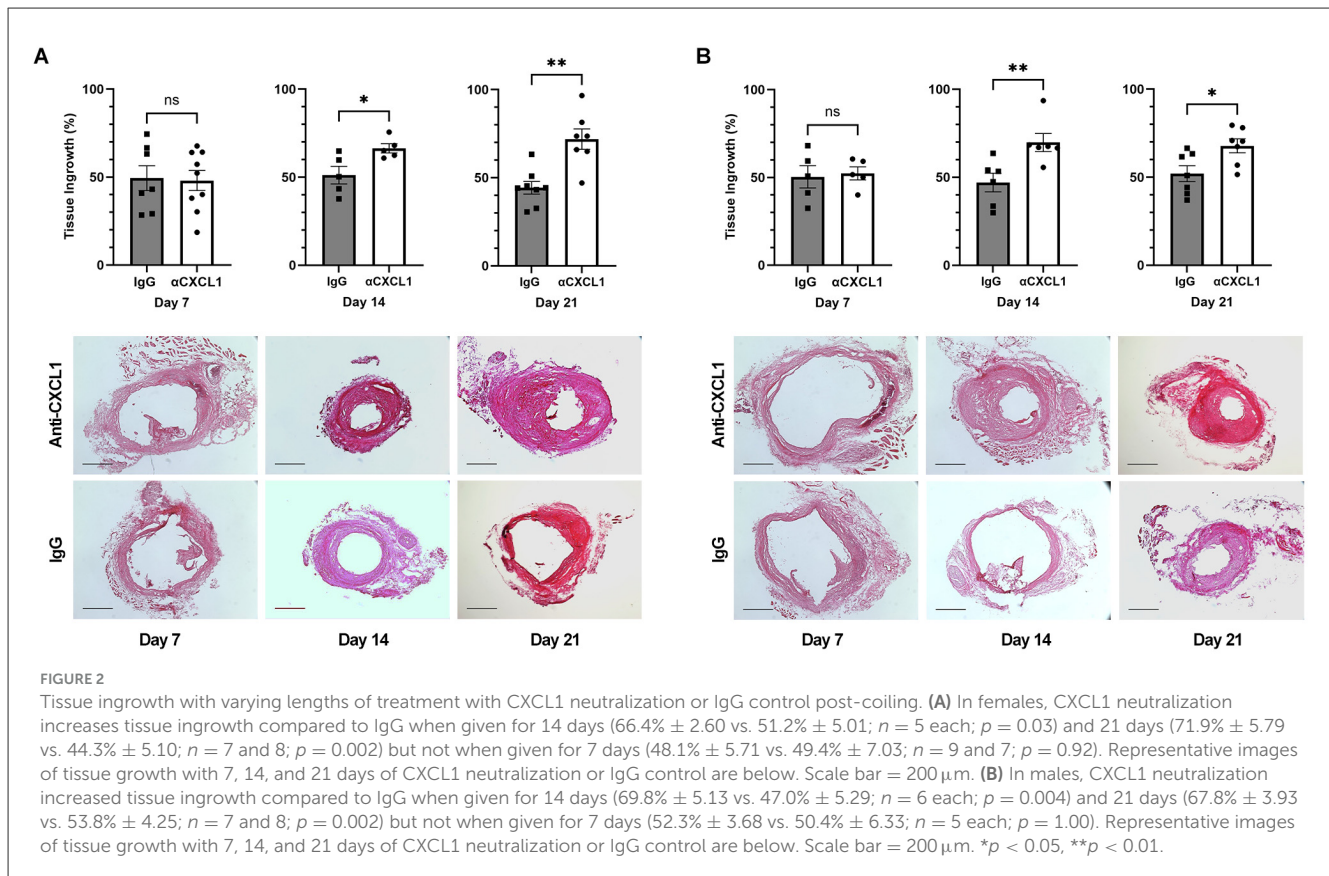 A
B
ns
*
**
ns
**
*
Tissue Ingrowth (%)
100
50
0
IgG αCXCL1
Day 7
100
50
0
IgG αCXCL1
Day 14
100
50
0
IgG αCXCL1
Day 21
Tissue Ingrowth (%)
100
50
0
IgG αCXCL1
Day 7
100
50
0
IgG αCXCL1
Day 14
100
50
0
IgG αCXCL1
Day 21
Anti-CXCL1
IgG
Day 7 Day 14 Day 21
Anti-CXCL1
IgG
Day 7 Day 14 Day 21
FIGURE 2
Tissue ingrowth with varying lengths of treatment with CXCL1 neutralization or IgG control post-coiling. (A) In females, CXCL1 neutralization
increases tissue ingrowth compared to IgG when given for 14 days (66.4% ± 2.60 vs. 51.2% ± 5.01; n = 5 each; p = 0.03) and 21 days (71.9% ± 5.79
vs. 44.3% ± 5.10; n = 7 and 8; p = 0.002) but not when given for 7 days (48.1% ± 5.71 vs. 49.4% ± 7.03; n = 9 and 7; p = 0.92). Representative images
of tissue growth with 7, 14, and 21 days of CXCL1 neutralization or IgG control are below. Scale bar = 200 μm. (B) In males, CXCL1 neutralization
increased tissue ingrowth compared to IgG when given for 14 days (69.8% ± 5.13 vs. 47.0% ± 5.29; n = 6 each; p = 0.004) and 21 days (67.8% ± 3.93
vs. 53.8% ± 4.25; n = 7 and 8; p = 0.002) but not when given for 7 days (52.3% ± 3.68 vs. 50.4% ± 6.33; n = 5 each; p = 1.00). Representative images
of tissue growth with 7, 14, and 21 days of CXCL1 neutralization or IgG control are below. Scale bar = 200 μm. *p < 0.05, **p < 0.01.